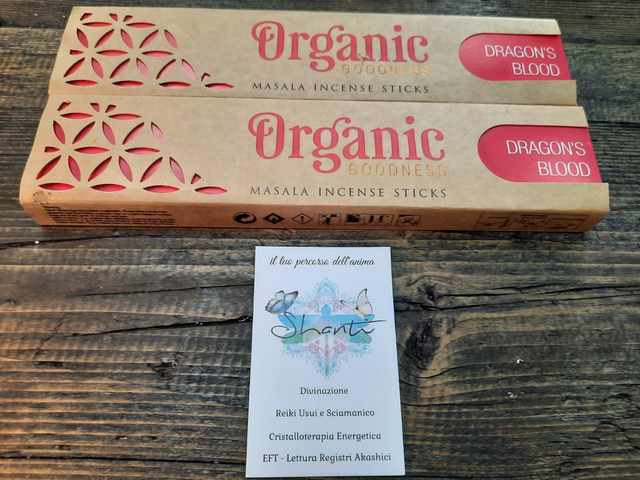 Organic
GOODNESS
MASALA INCENSE STICKS
DRAGON'S
BLOOD
Organic
GOODNESS
MASALA INCENSE STICKS
DRAGON'S
BLOOD
il tuo percorso dell'anima
Shanti
Divinazione
Reiki Usui e Sciamanico
Cristalloterapia Energetica
EFT - Lettura Registri Akashici